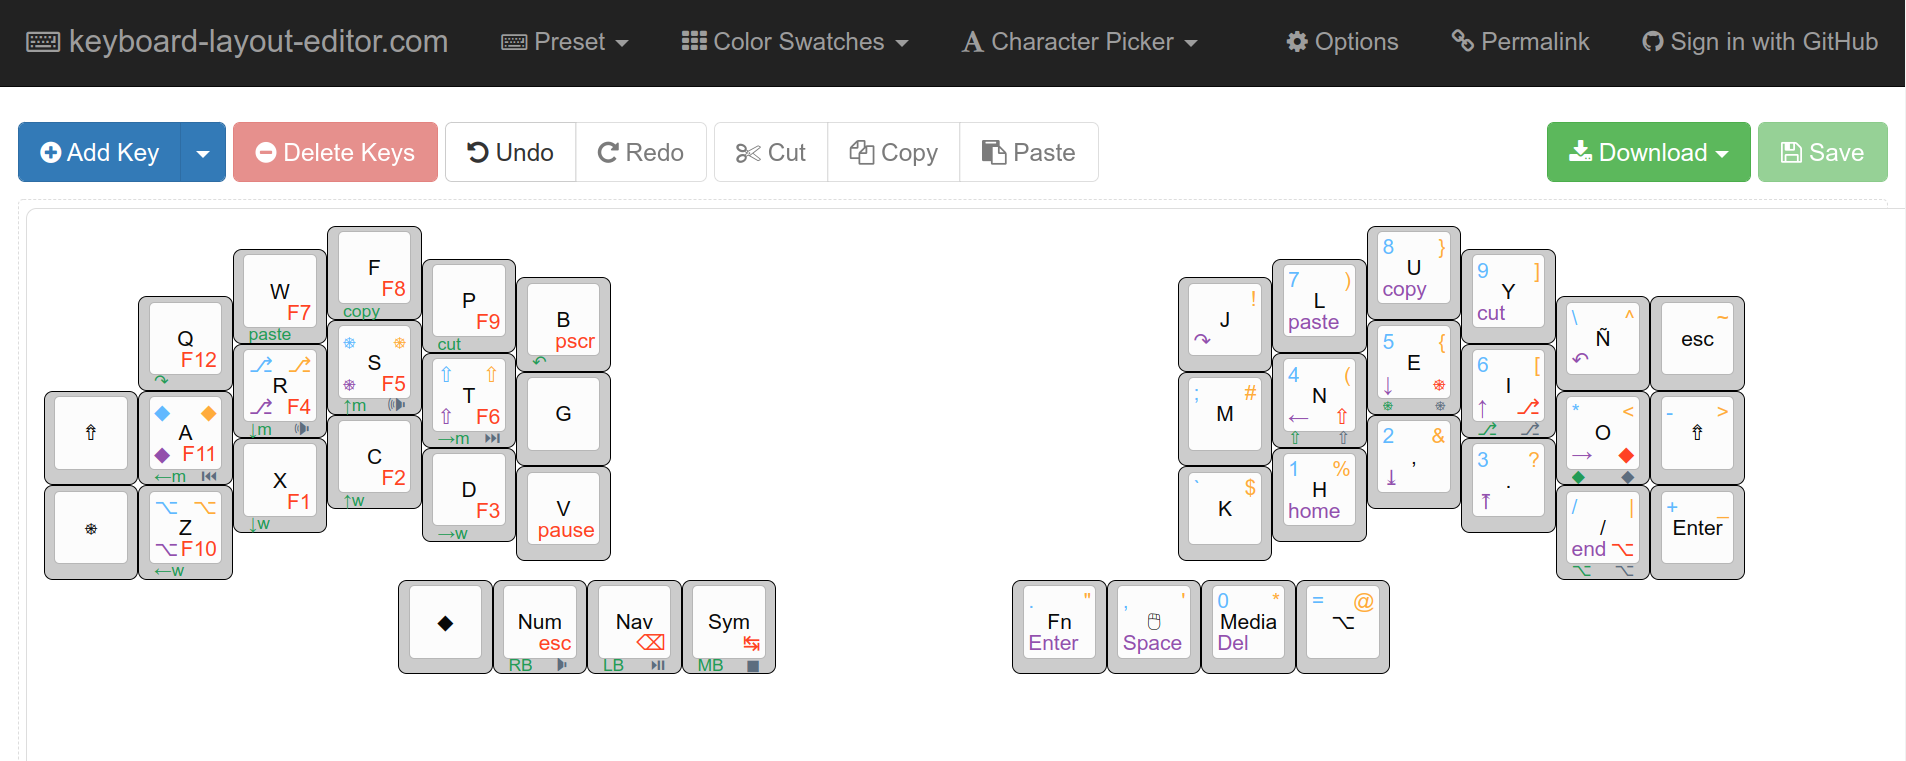 keyboard-layout-editor.com Preset Color Swatches Character Picker Options Permalink Sign in with GitHub
Add Key Delete Keys Undo Redo Cut Copy Paste Download Save
Q F12 ↷
W F7 paste
F F8 copy
P F9 cut
B pscr ↶
J ! ↷
7 ) L paste
8 } U copy
9 ] Y cut
\ ^ Ñ ↶
~ esc
⇧
◆ ◆ A ◆ F11 ←m ⏮
⎇ ⎇ R ⎇ F4 ↓m
⎈ ⎈ S ⎈ F5 ↑m
⇧ ⇧ T ⇧ F6 →m ⏭
G
; # M
4 ( N ← ⇧ ⇧ ⇧
5 { E ↓ ⎈ ⎈ ⎈
6 [ I ↑ ⎇ ⎇ ⎇
* < O → ◆ ◆ ◆
- > ⇧
⎈
⌥ ⌥ Z ⌥ F10 ←w
X F1 ↓w
C F2 ↑w
D F3 →w
V pause
` $ K
1 % H home
2 & , ⤓
3 ? . ⤒
/ | / end ⌥ ⌥ ⌥
+ _ Enter
◆
Num esc RB
Nav ⌫ LB ⏯
Sym ↹ MB ■
. " Fn Enter
, ' Space
0 * Media Del
= @ ⌥